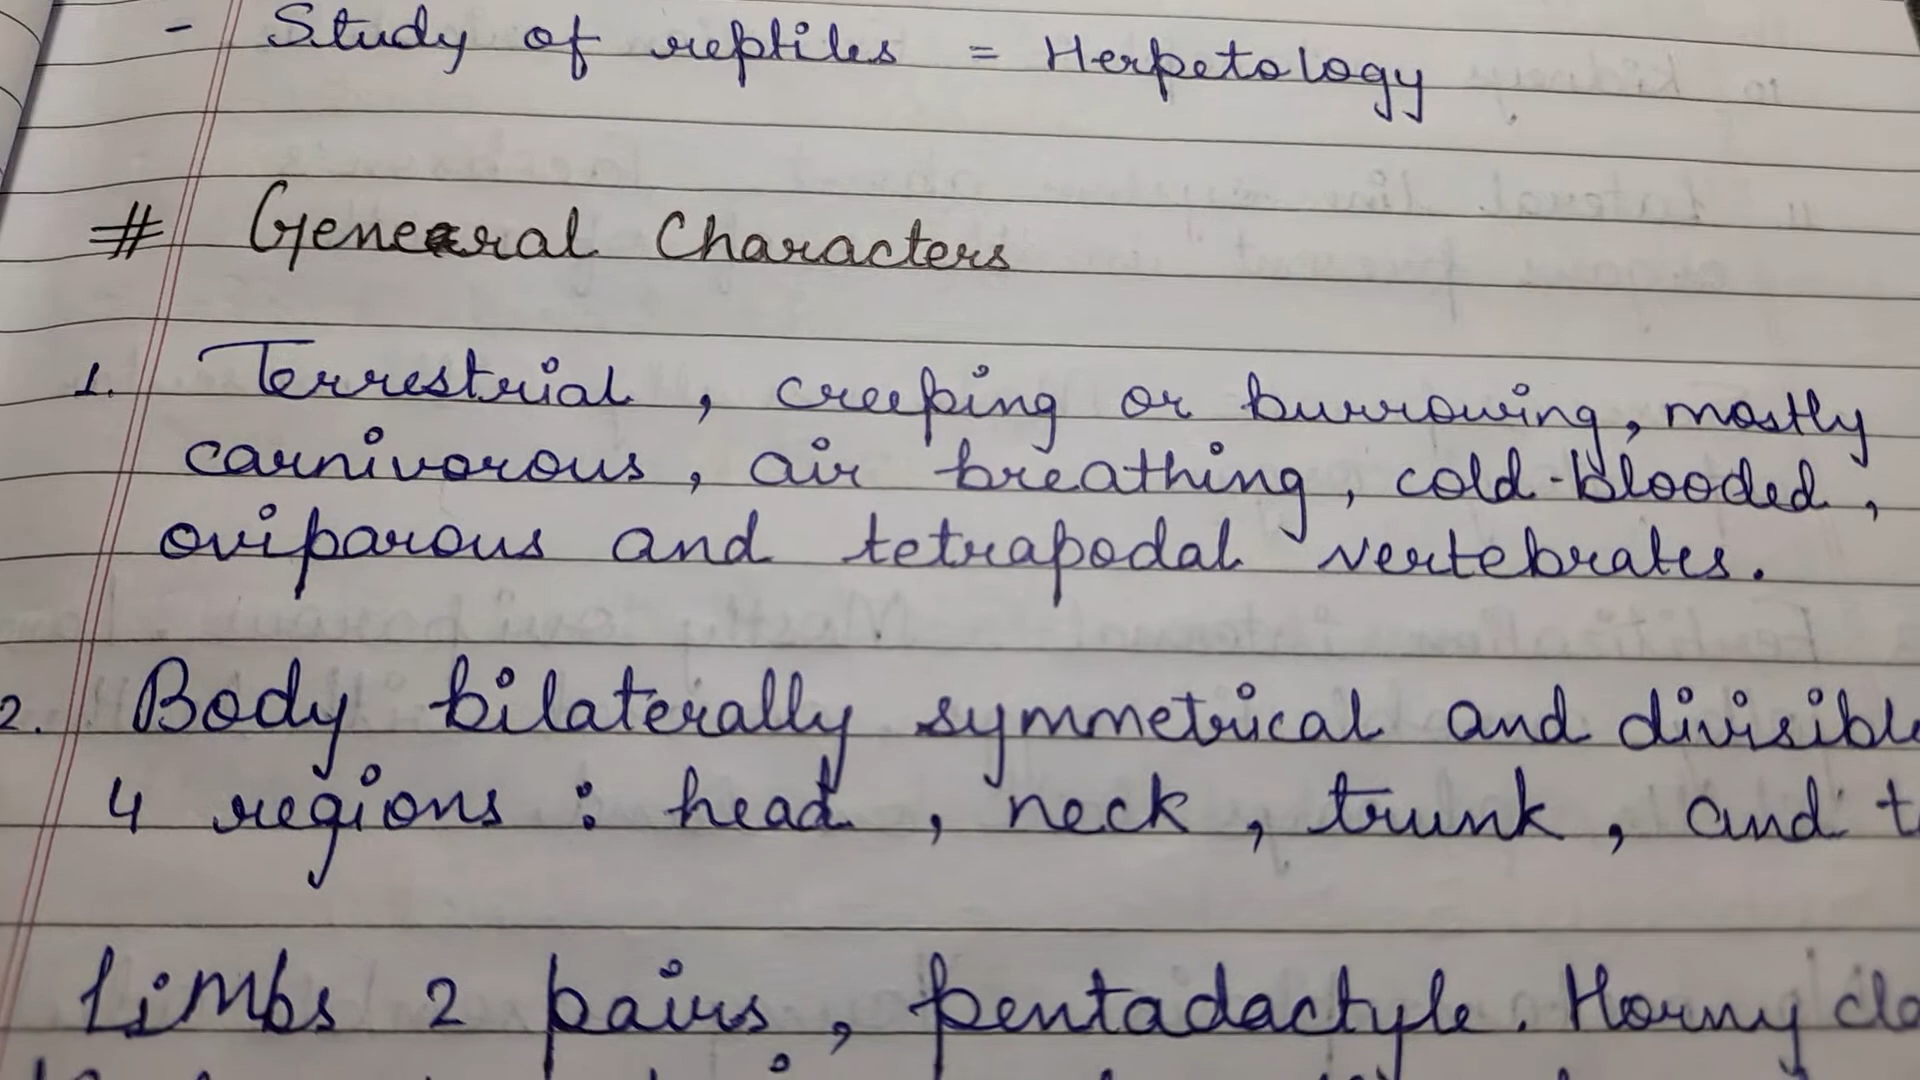 - Study of reptiles = Herpetology
# General Characters
1. Terrestrial, creeping or burrowing, mostly
carnivorous, air breathing, cold-blooded,
oviparous and tetrapodal vertebrates.
2. Body bilaterally symmetrical and divisibl
4 regions : head, neck, trunk, and t
Limbs 2 pairs, pentadactyle. Horny cla